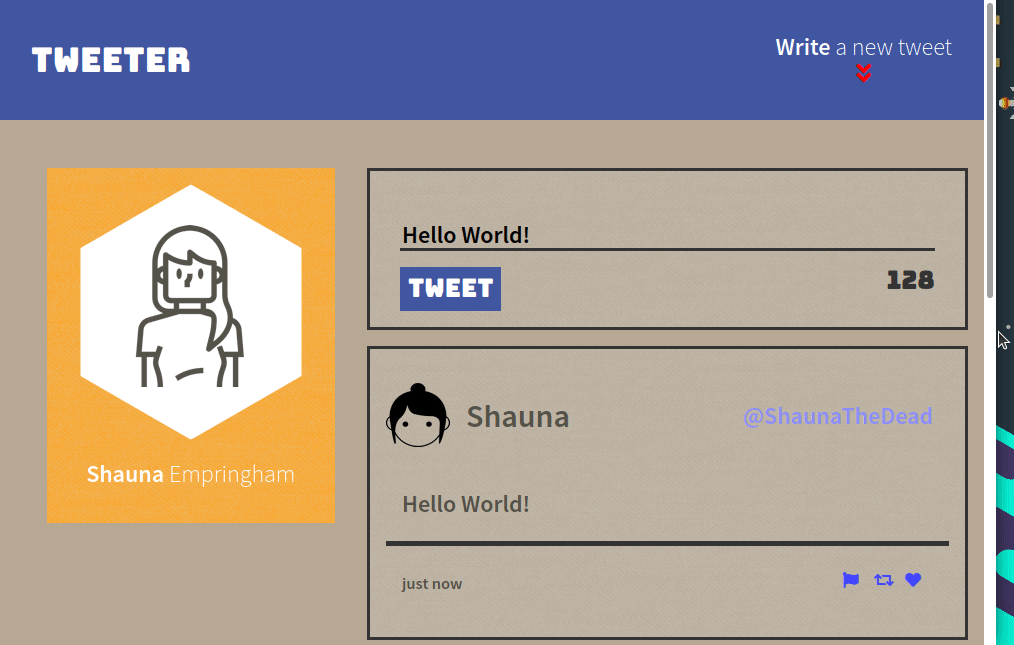 TWEETER
Write a new tweet
Shauna Empringham
Hello World!
TWEET
128
Shauna
@ShaunaTheDead
Hello World!
just now